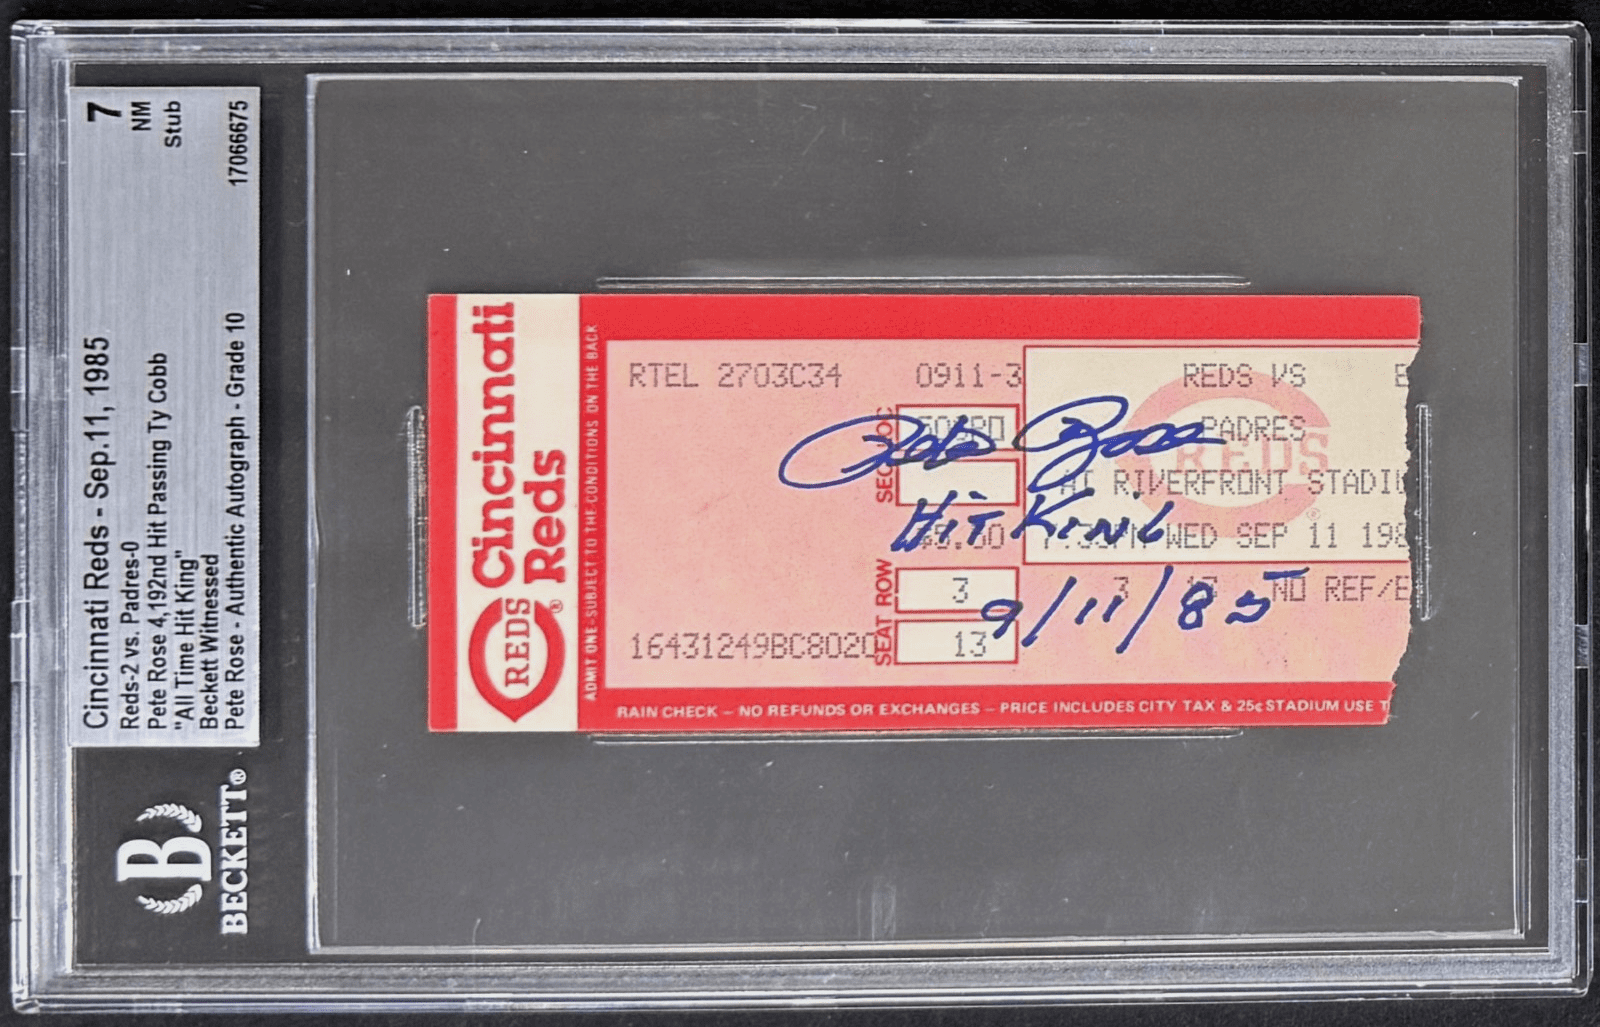 7
NM
Stub
17066675
Cincinnati Reds - Sep.11, 1985
Reds-2 vs. Padres-0
Pete Rose 4,192nd Hit Passing Ty Cobb
"All Time Hit King"
Beckett Witnessed
Pete Rose - Authentic Autograph - Grade 10
B
BECKETT®
Cincinnati
Reds
REDS ®
ADMIT ONE-SUBJECT TO THE CONDITIONS ON THE BACK
RTEL 2703C34 0911-3 REDS VS
PADRES
REDS ®
AT RIVERFRONT STADIU
7:35PM WED SEP 11 198
SEAT ROW
3 3 NO REF/E
16431249BC802C 13
Pete Rose
HiT KiNG
9/11/85
RAIN CHECK – NO REFUNDS OR EXCHANGES – PRICE INCLUDES CITY TAX & 25¢ STADIUM USE T